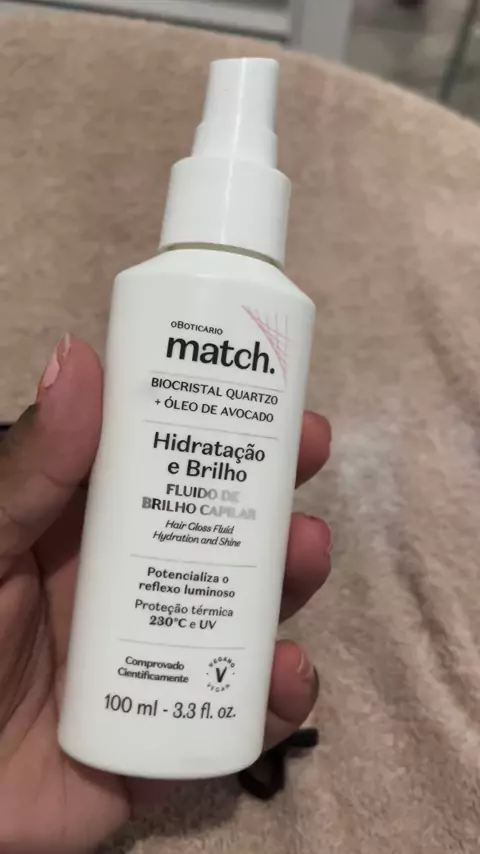 oBOTICÁRIO
match.
BIOCRISTAL QUARTZO
+ ÓLEO DE AVOCADO
Hidratação
e Brilho
FLUIDO DE
BRILHO CAPILAR
Hair Gloss Fluid
Hydration and Shine
Potencializa o
reflexo luminoso
Proteção térmica
230°C e UV
Comprovado
Cientificamente
VEGANO
V
VEGAN
100 ml - 3.3 fl. oz.